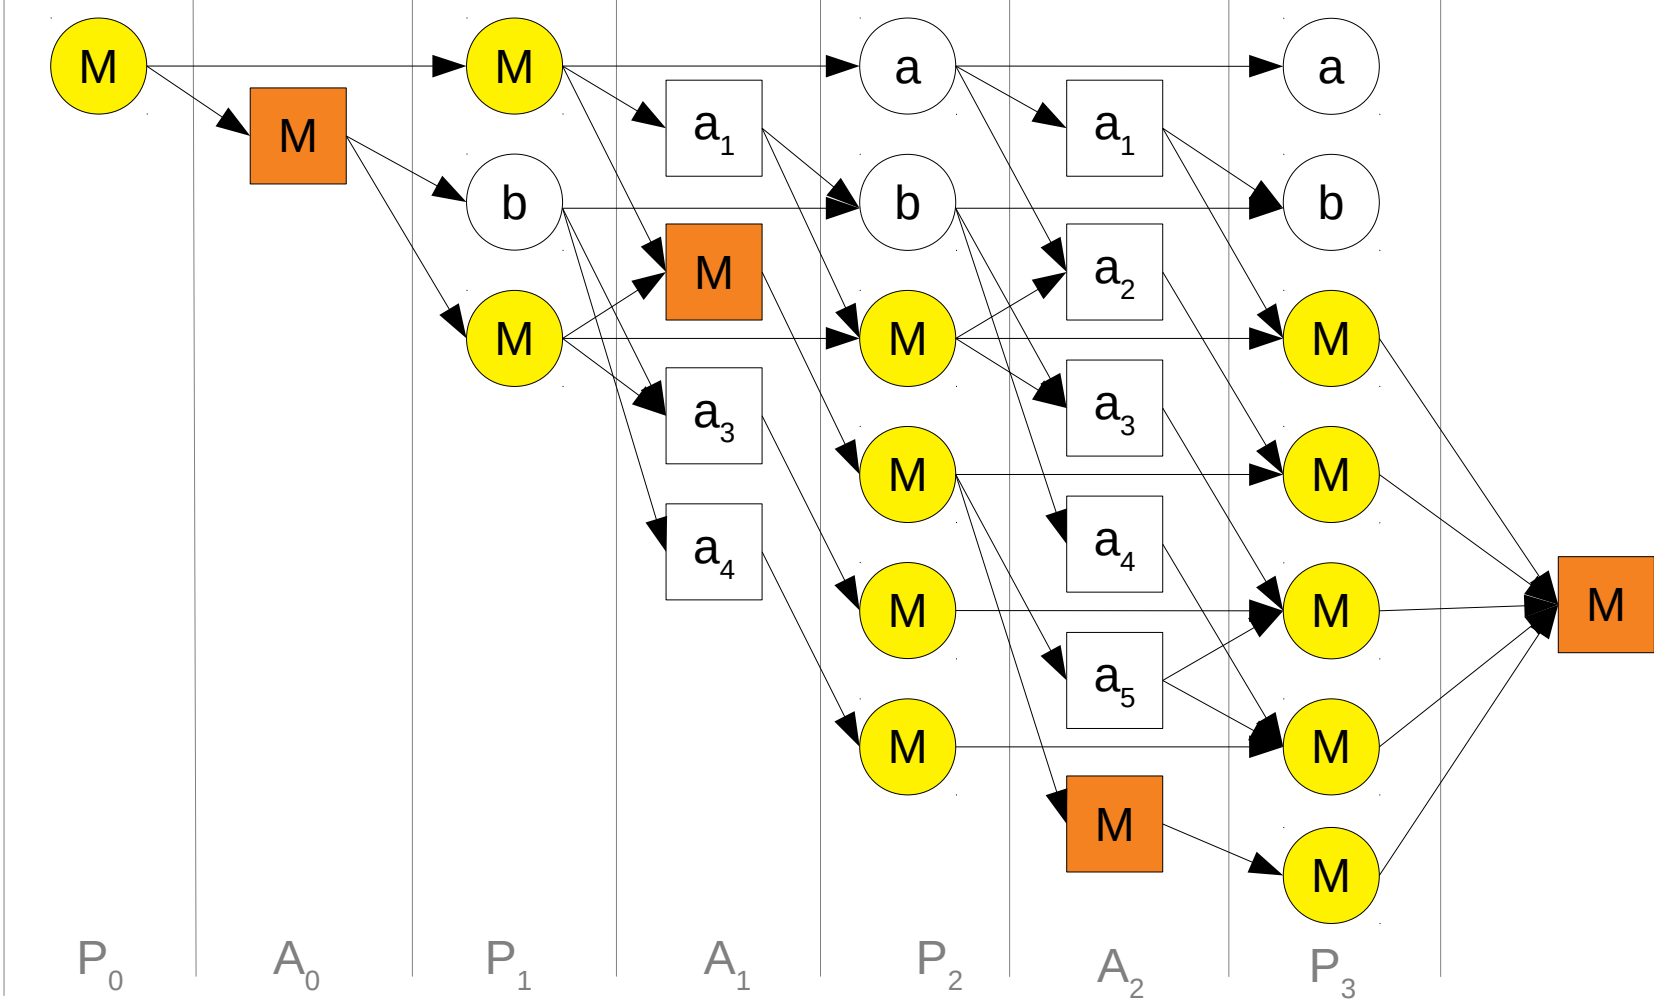 M M a a
M a₁ a₁
b b b
M a₂
M M M
a₃ a₃
M M
a₄ a₄
M M M
a₅
M M
M
M
P₀ A₀ P₁ A₁ P₂ A₂ P₃